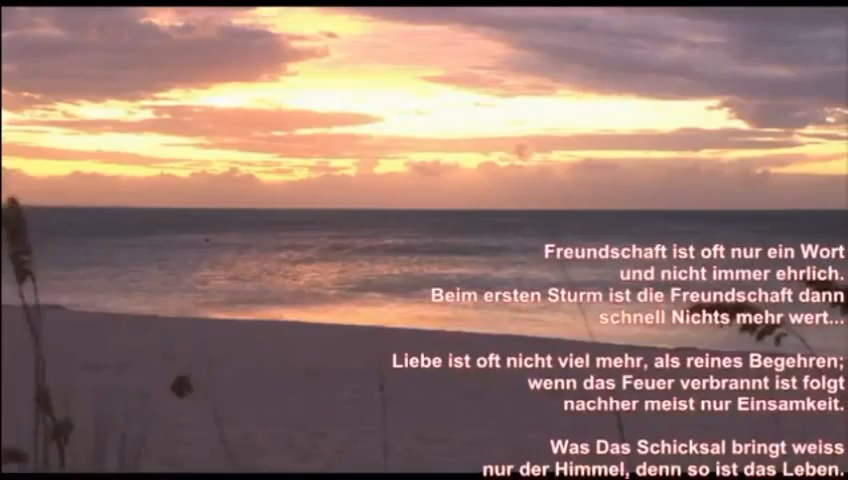 Freundschaft ist oft nur ein Wort
und nicht immer ehrlich.
Beim ersten Sturm ist die Freundschaft dann
schnell Nichts mehr wert...
Liebe ist oft nicht viel mehr, als reines Begehren;
wenn das Feuer verbrannt ist folgt
nachher meist nur Einsamkeit.
Was Das Schicksal bringt weiss
nur der Himmel, denn so ist das Leben.